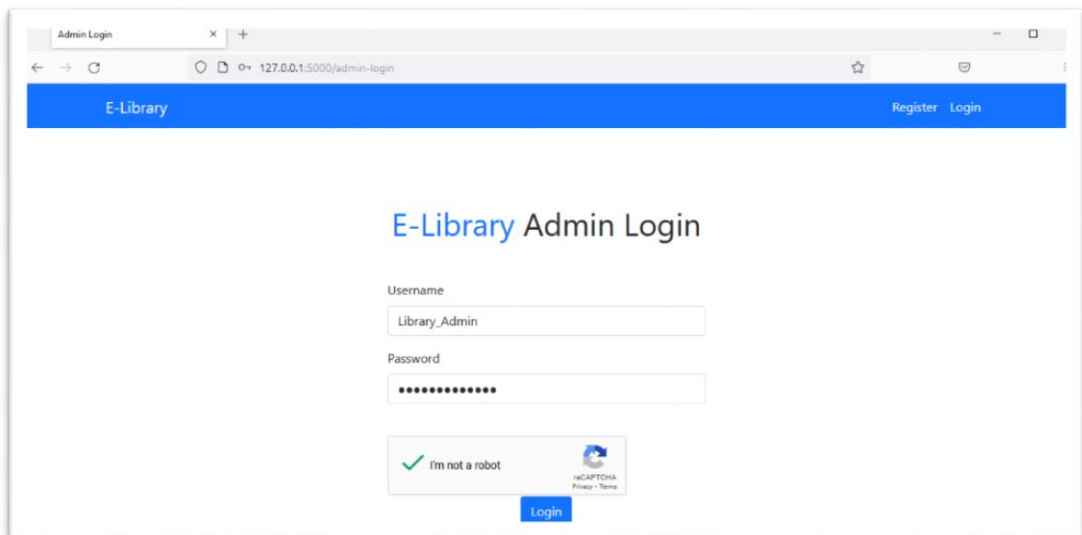 Admin Login
127.0.0.1:5000/admin-login
E-Library Register Login
E-Library Admin Login
Username
Library_Admin
Password
•••••••••••••
I'm not a robot
reCAPTCHA
Privacy - Terms
Login